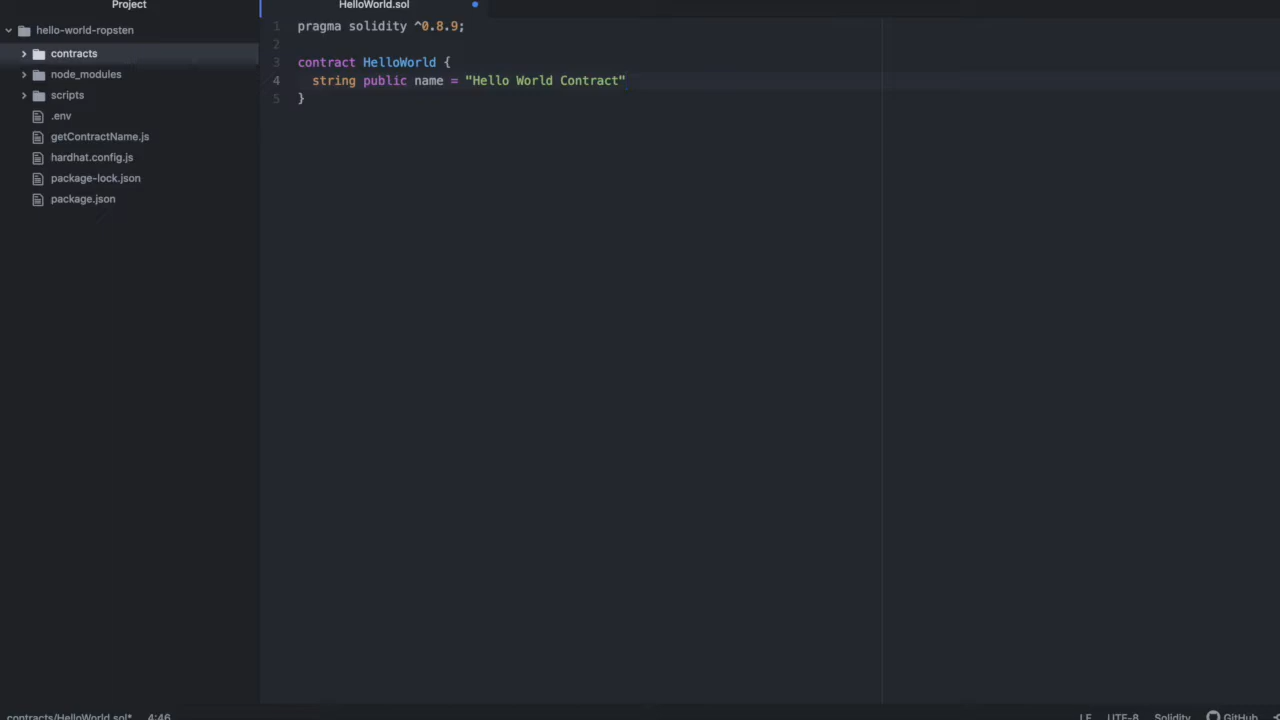 Project
hello-world-ropsten
contracts
node_modules
scripts
.env
getContractName.js
hardhat.config.js
package-lock.json
package.json
HelloWorld.sol
1 pragma solidity ^0.8.9;
2
3 contract HelloWorld {
4 string public name = "Hello World Contract"
5 }
contracts/HelloWorld.sol* 4:46
LF UTF-8 Solidity GitHub